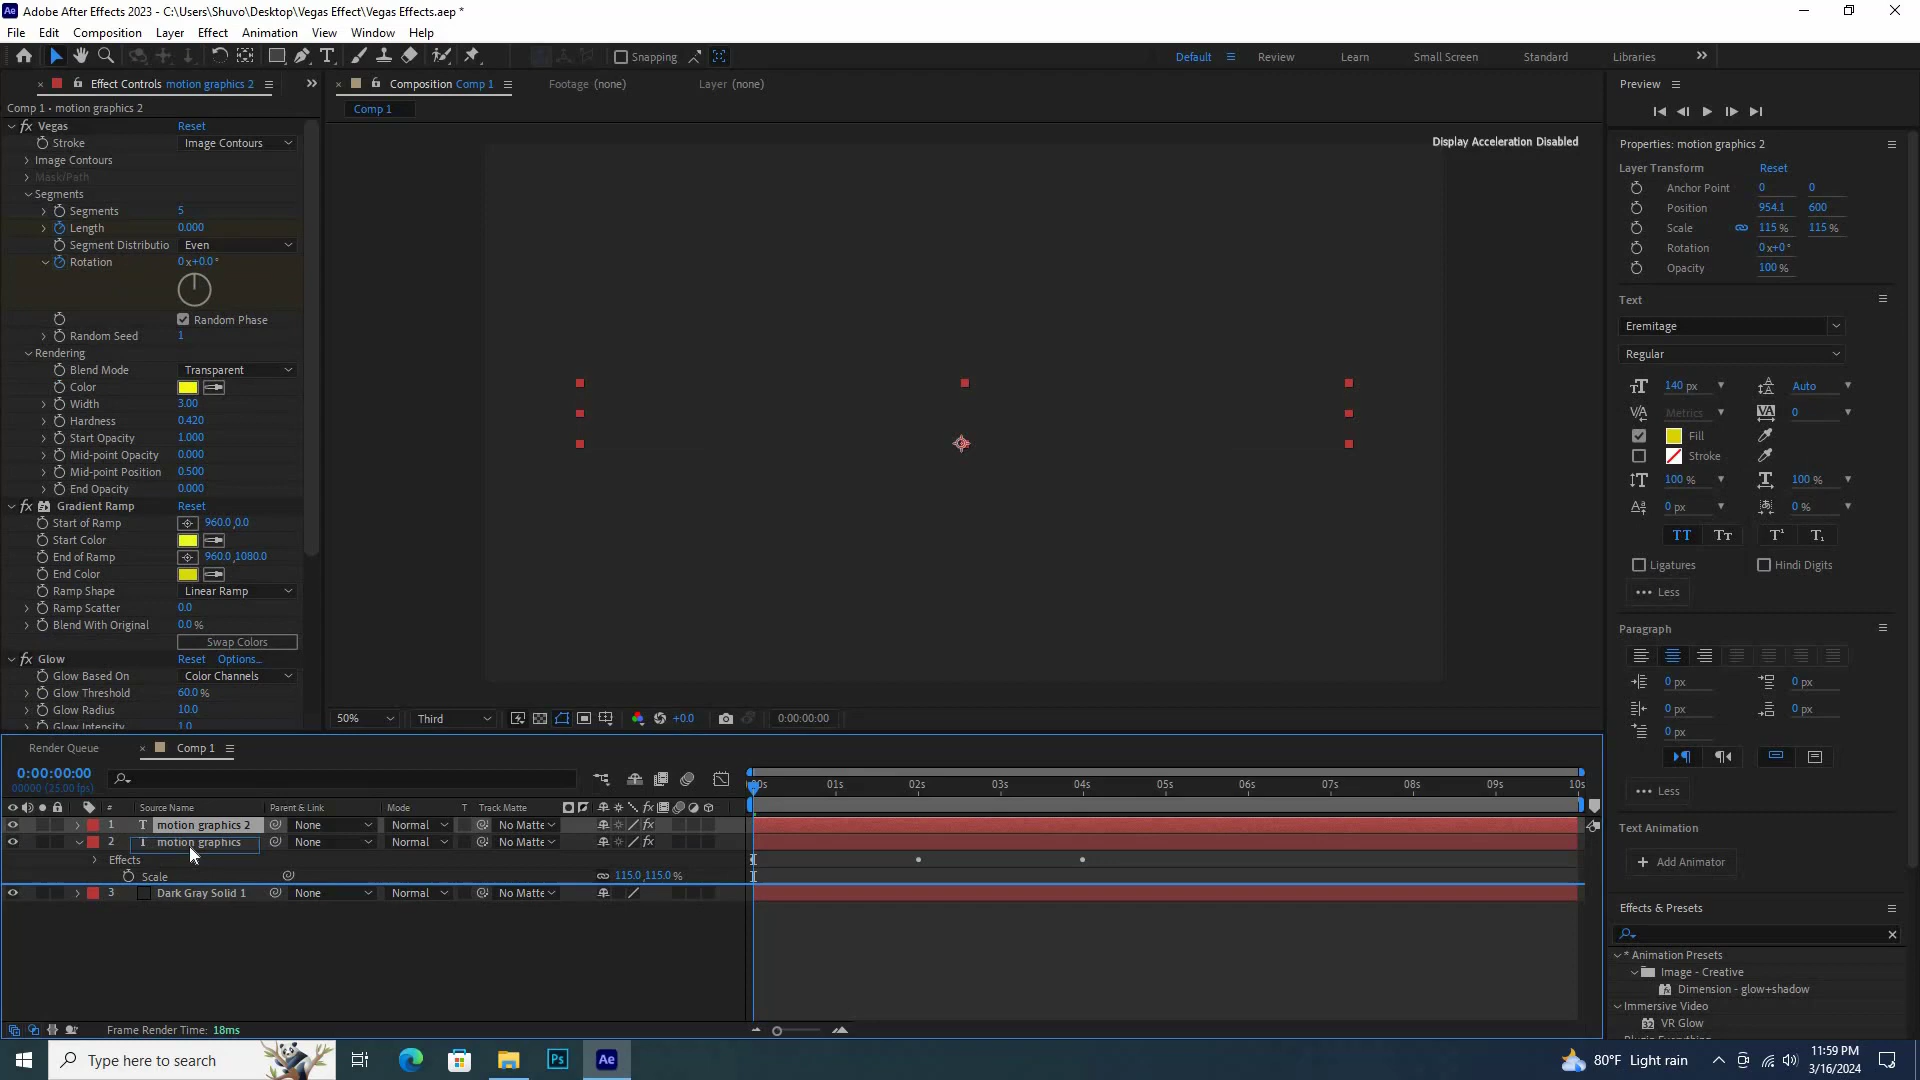 Adobe After Effects 2023 - C:\Users\Shuvo\Desktop\Vegas Effect\Vegas Effects.aep *
File Edit Composition Layer Effect Animation View Window Help
Snapping
Default Review Learn Small Screen Standard Libraries
Effect Controls motion graphics 2
Composition Comp 1
Footage (none)
Layer (none)
Preview
Comp 1 • motion graphics 2
Comp 1
Display Acceleration Disabled
fx Vegas Reset
Stroke Image Contours
Image Contours
Mask/Path
Segments
Segments 5
Length 0.000
Segment Distributio Even
Rotation 0x+0.0°
Random Phase
Random Seed 1
Rendering
Blend Mode Transparent
Color
Width 3.00
Hardness 0.420
Start Opacity 1.000
Mid-point Opacity 0.000
Mid-point Position 0.500
End Opacity 0.000
fx Gradient Ramp Reset
Start of Ramp 960.0,0.0
Start Color
End of Ramp 960.0,1080.0
End Color
Ramp Shape Linear Ramp
Ramp Scatter 0.0
Blend With Original 0.0 %
Swap Colors
fx Glow Reset Options...
Glow Based On Color Channels
Glow Threshold 60.0 %
Glow Radius 10.0
Glow Intensity 1.0
50% Third +0.0 0:00:00:00
Properties: motion graphics 2
Layer Transform Reset
Anchor Point 0 0
Position 954.1 600
Scale 115 % 115 %
Rotation 0x+0°
Opacity 100 %
Text
Eremitage
Regular
140 px Auto
Metrics 0
Fill
Stroke
100 % 100 %
0 px 0 %
TT Tт T¹ T₁
Ligatures Hindi Digits
••• Less
Paragraph
0 px 0 px
0 px 0 px
0 px
••• Less
Text Animation
+ Add Animator
Effects & Presets
* Animation Presets
Image - Creative
Dimension - glow+shadow
Immersive Video
VR Glow
Render Queue Comp 1
0:00:00:00
00000 (25.00 fps)
:00s 01s 02s 03s 04s 05s 06s 07s 08s 09s 10s
# Source Name Parent & Link Mode T Track Matte
1 T motion graphics 2 None Normal No Matte
2 T motion graphics None Normal No Matte
Effects
Scale 115.0,115.0 %
3 Dark Gray Solid 1 None Normal No Matte
Frame Render Time: 18ms
Type here to search
Ps
Ae
80°F Light rain
11:59 PM
3/16/2024